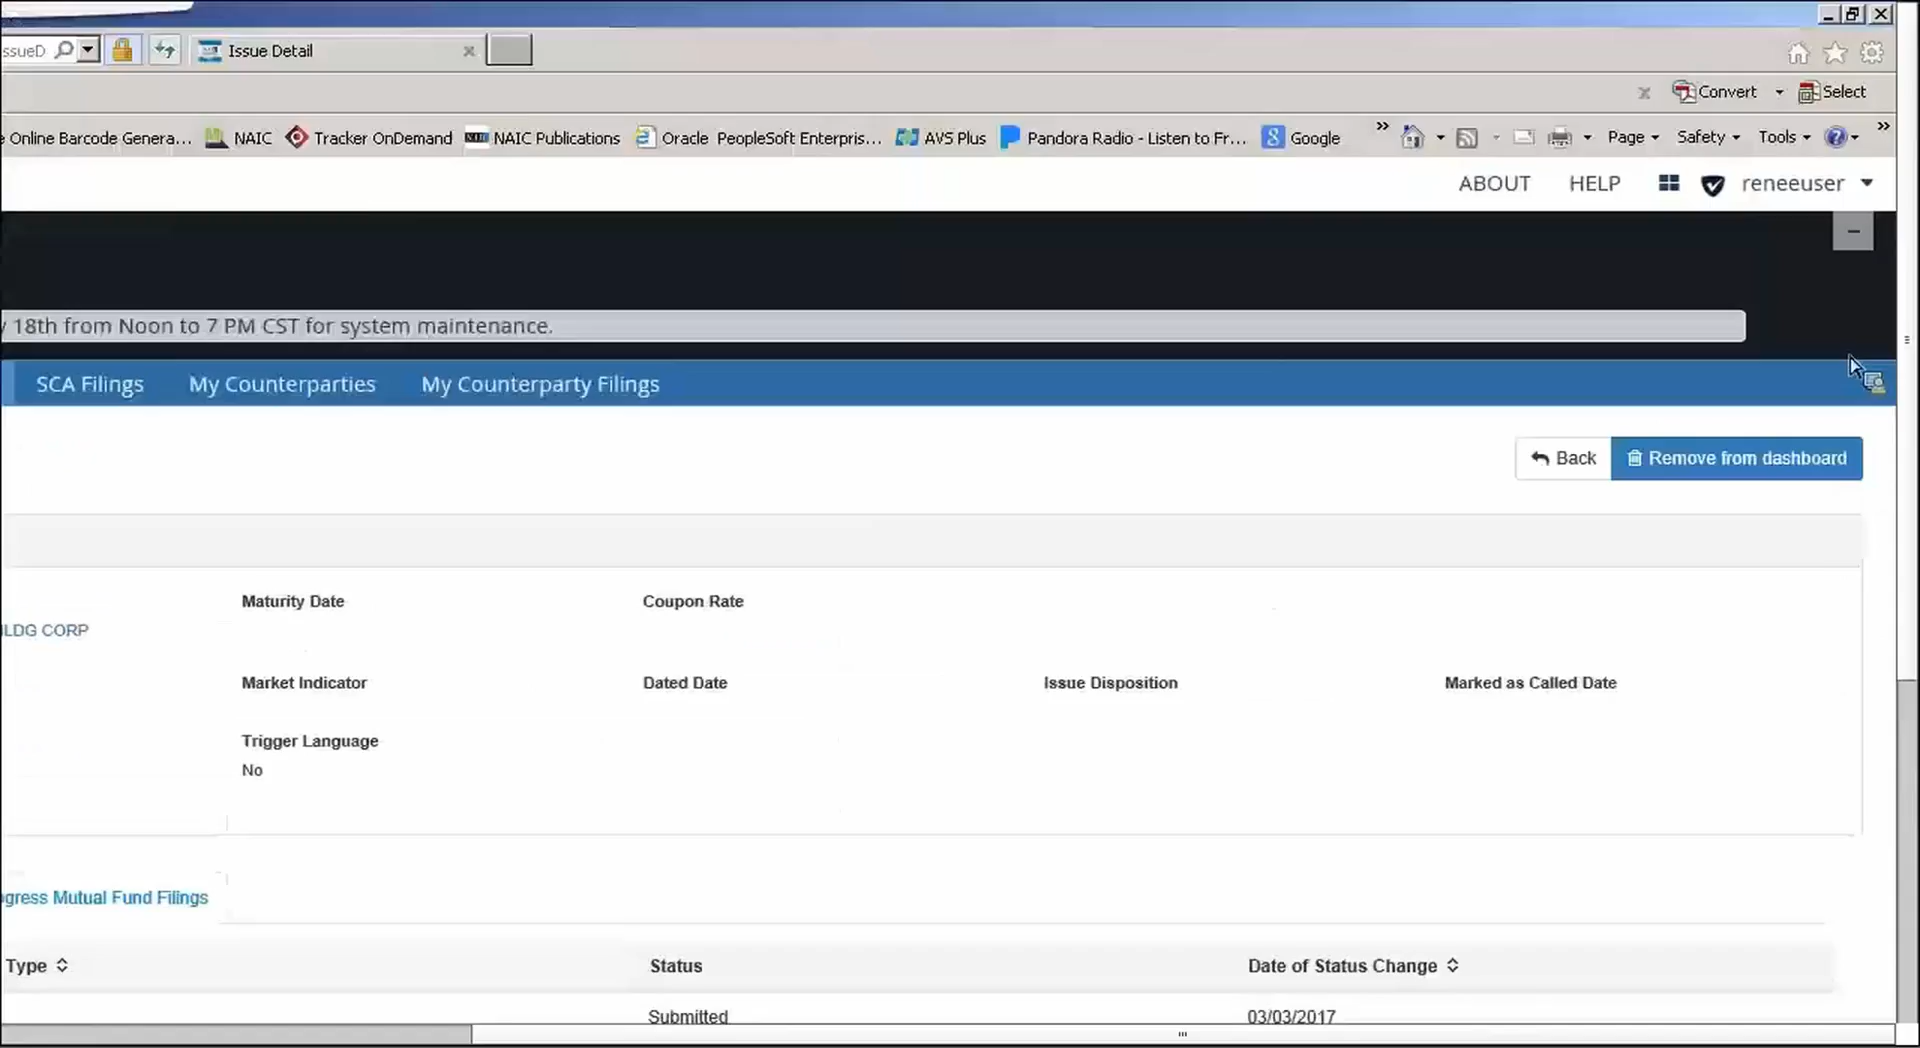 ssueD
Issue Detail
Convert
Select
Online Barcode Genera...
NAIC
Tracker OnDemand
NAIC Publications
Oracle PeopleSoft Enterpris...
AVS Plus
Pandora Radio - Listen to Fr...
Google
Page
Safety
Tools
ABOUT
HELP
reneeuser
18th from Noon to 7 PM CST for system maintenance.
SCA Filings
My Counterparties
My Counterparty Filings
Back
Remove from dashboard
Maturity Date
Coupon Rate
LDG CORP
Market Indicator
Dated Date
Issue Disposition
Marked as Called Date
Trigger Language
No
ogress Mutual Fund Filings
Type
Status
Date of Status Change
Submitted
03/03/2017